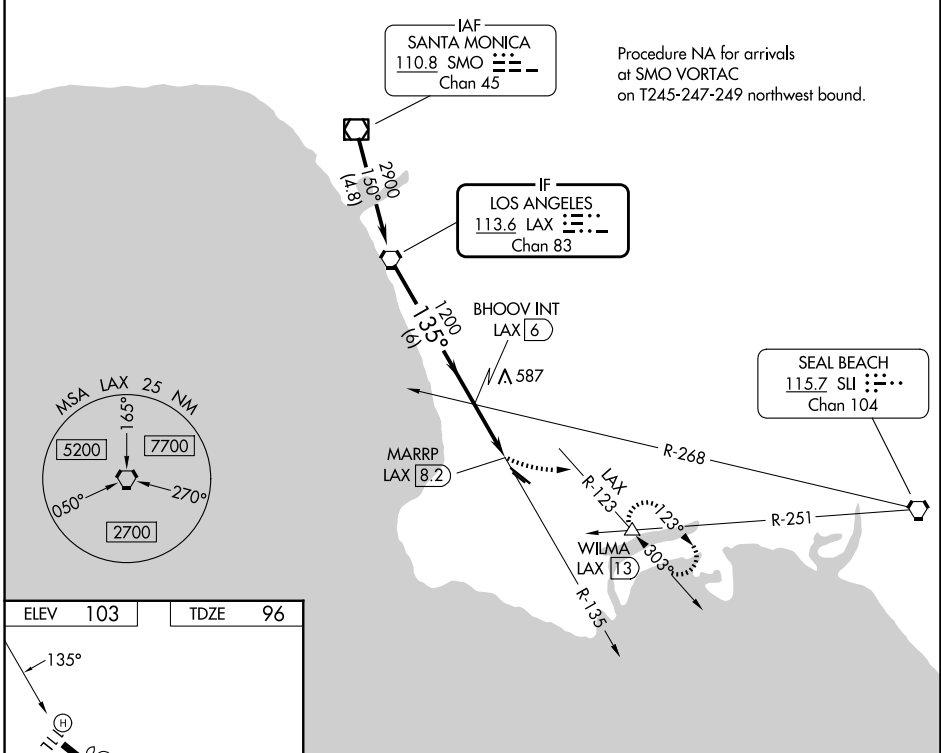 IAF
SANTA MONICA
110.8 SMO
Chan 45
Procedure NA for arrivals
at SMO VORTAC
on T245-247-249 northwest bound.
2900
150°
(4.8)
IF
LOS ANGELES
113.6 LAX
Chan 83
1200
135°
(6)
BHOOV INT
LAX 6
587
SEAL BEACH
115.7 SLI
Chan 104
MSA LAX 25 NM
165°
5200
7700
050°
270°
2700
MARRP
LAX 8.2
R-268
LAX
R-123
123°
R-251
WILMA
LAX 13
303°
R-135
ELEV 103
TDZE 96
135°
H
11L